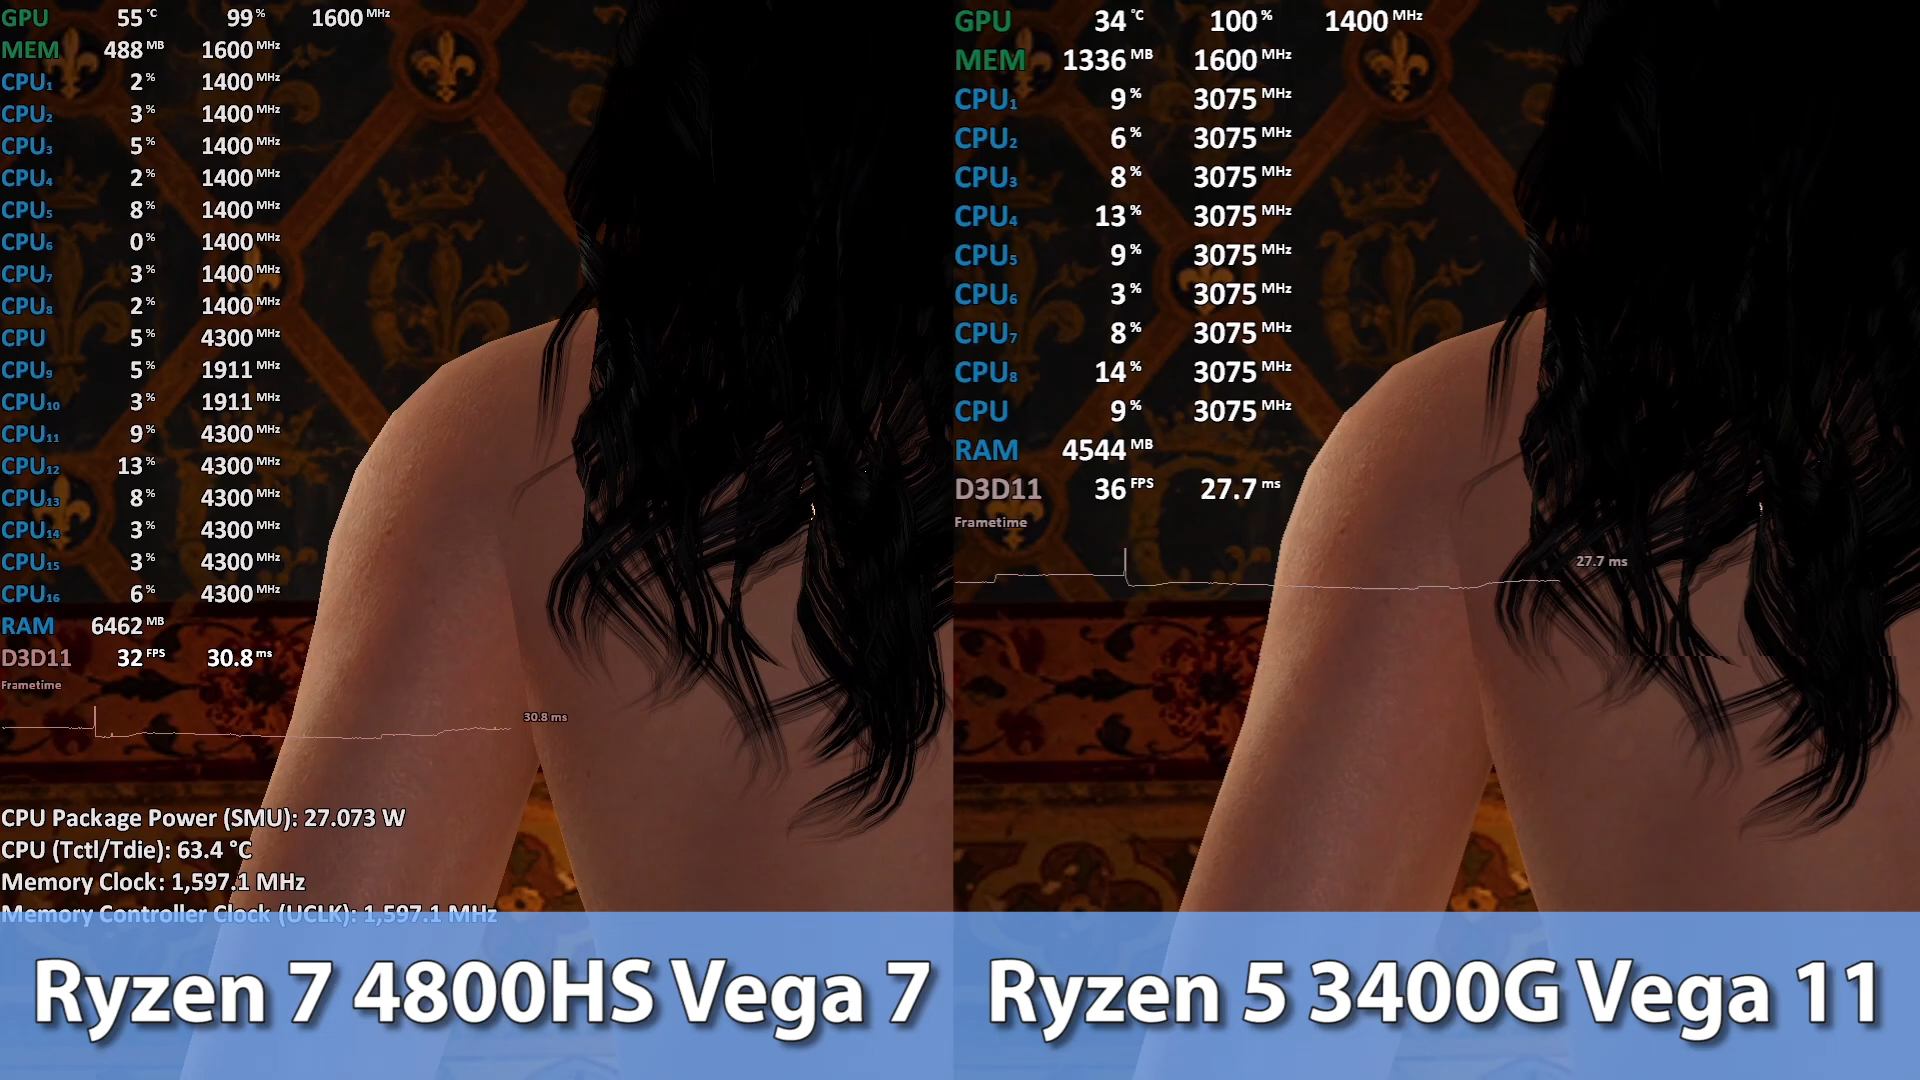 GPU 55 °C 99 % 1600 MHz
MEM 488 MB 1600 MHz
CPU1 2 % 1400 MHz
CPU2 3 % 1400 MHz
CPU3 5 % 1400 MHz
CPU4 2 % 1400 MHz
CPU5 8 % 1400 MHz
CPU6 0 % 1400 MHz
CPU7 3 % 1400 MHz
CPU8 2 % 1400 MHz
CPU 5 % 4300 MHz
CPU9 5 % 1911 MHz
CPU10 3 % 1911 MHz
CPU11 9 % 4300 MHz
CPU12 13 % 4300 MHz
CPU13 8 % 4300 MHz
CPU14 3 % 4300 MHz
CPU15 3 % 4300 MHz
CPU16 6 % 4300 MHz
RAM 6462 MB
D3D11 32 FPS 30.8 ms
Frametime
30.8 ms
CPU Package Power (SMU): 27.073 W
CPU (Tctl/Tdie): 63.4 °C
Memory Clock: 1,597.1 MHz
Memory Controller Clock (UCLK): 1,597.1 MHz
Ryzen 7 4800HS Vega 7
GPU 34 °C 100 % 1400 MHz
MEM 1336 MB 1600 MHz
CPU1 9 % 3075 MHz
CPU2 6 % 3075 MHz
CPU3 8 % 3075 MHz
CPU4 13 % 3075 MHz
CPU5 9 % 3075 MHz
CPU6 3 % 3075 MHz
CPU7 8 % 3075 MHz
CPU8 14 % 3075 MHz
CPU 9 % 3075 MHz
RAM 4544 MB
D3D11 36 FPS 27.7 ms
Frametime
27.7 ms
Ryzen 5 3400G Vega 11